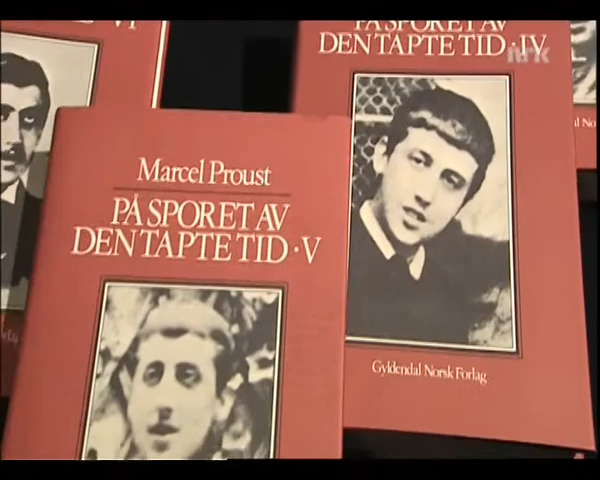 VI
PÅ SPORET AV
DEN TAPTE TID · IV
nrk
Marcel Proust
PÅ SPORET AV
DEN TAPTE TID · V
Gyldendal Norsk Forlag